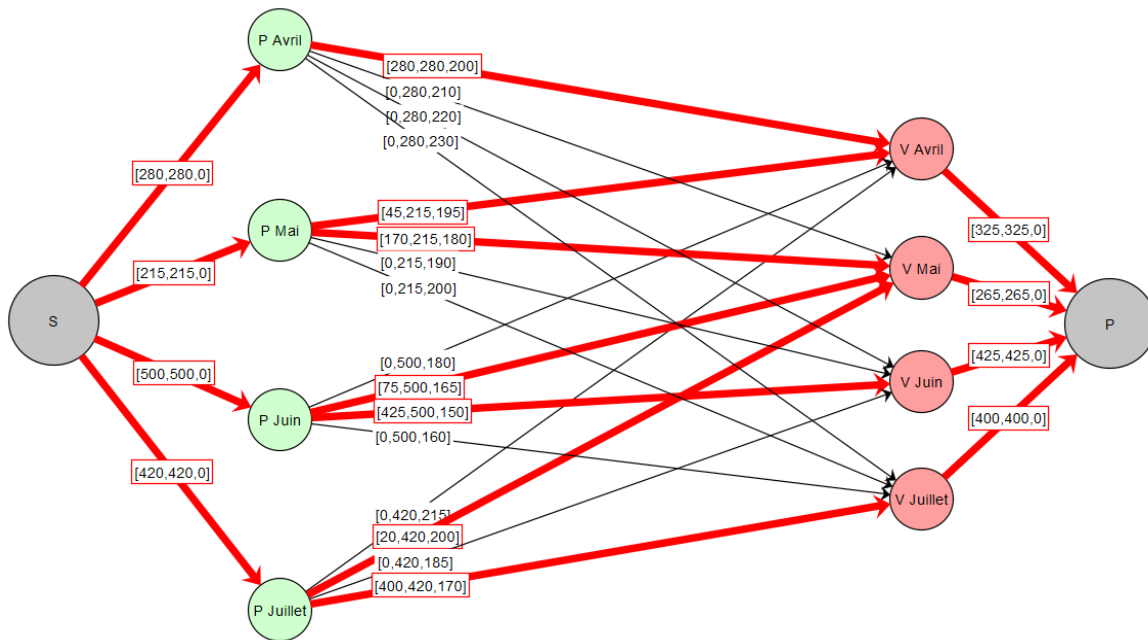 P Avril
[280,280,200]
[0,280,210]
[0,280,220]
[0,280,230]
V Avril
[280,280,0]
P Mai
[45,215,195]
[170,215,180]
[0,215,190]
[0,215,200]
[325,325,0]
[215,215,0]
V Mai
[265,265,0]
S
P
[500,500,0]
[0,500,180]
[75,500,165]
[425,500,150]
[0,500,160]
[425,425,0]
V Juin
P Juin
[400,400,0]
[420,420,0]
V Juillet
[0,420,215]
[20,420,200]
[0,420,185]
[400,420,170]
P Juillet